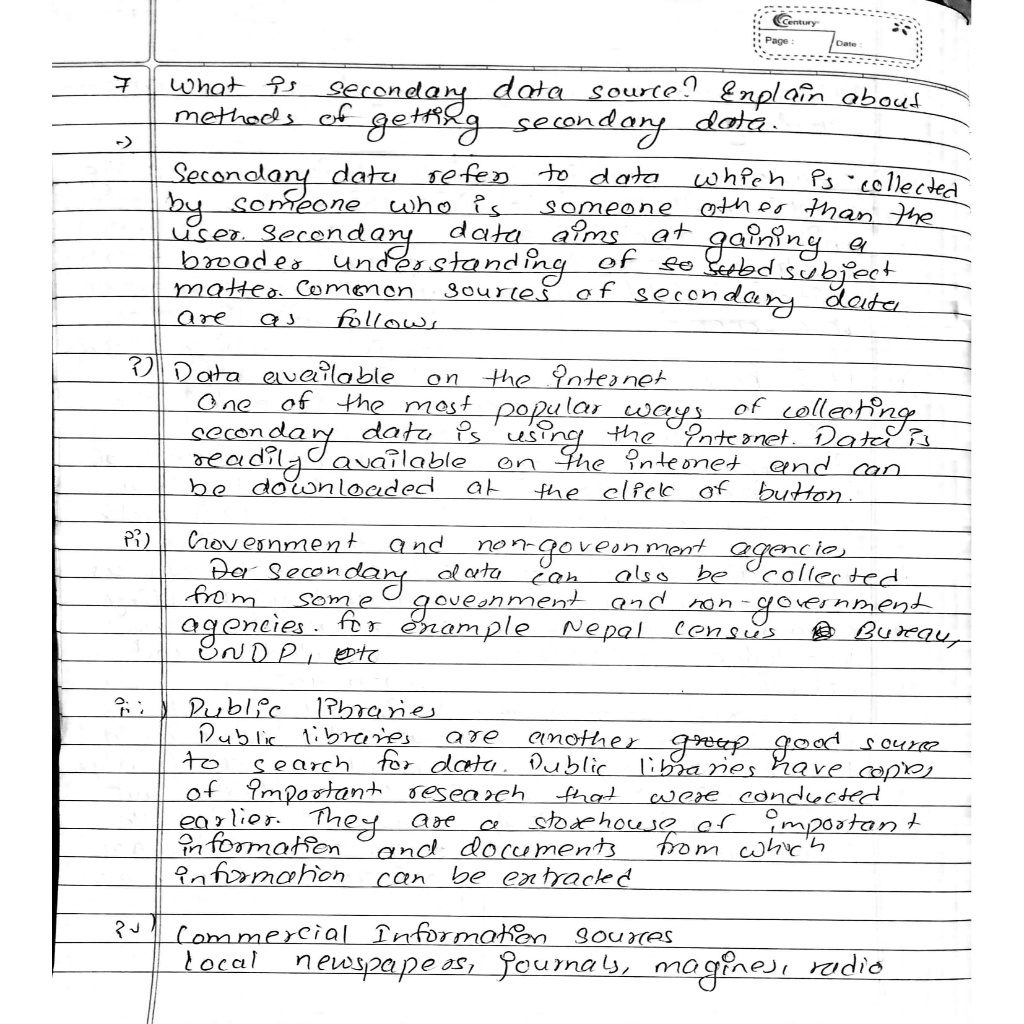 Century
Page :
Date :
7 What is secondary data source? Explain about
methods of getting secondary data.
->
Secondary data refers to data which is collected
by someone who is someone other than the
user. Secondary data aims at gaining a
broader understanding of subject
matter. Common sources of secondary data
are as follows
i) Data available on the internet
One of the most popular ways of collecting
secondary data is using the internet. Data is
readily available on the internet and can
be downloaded at the click of button.
ii) Government and non-government agencies
Secondary data can also be collected
from some government and non-government
agencies. for example Nepal Census Bureau,
UNDP, etc
iii) Public libraries
Public libraries are another good source
to search for data. Public libraries have copies
of important research that were conducted
earlier. They are a storehouse of important
information and documents from which
information can be extracted
iv) Commercial Information sources
Local newspapers, journals, magines, radio